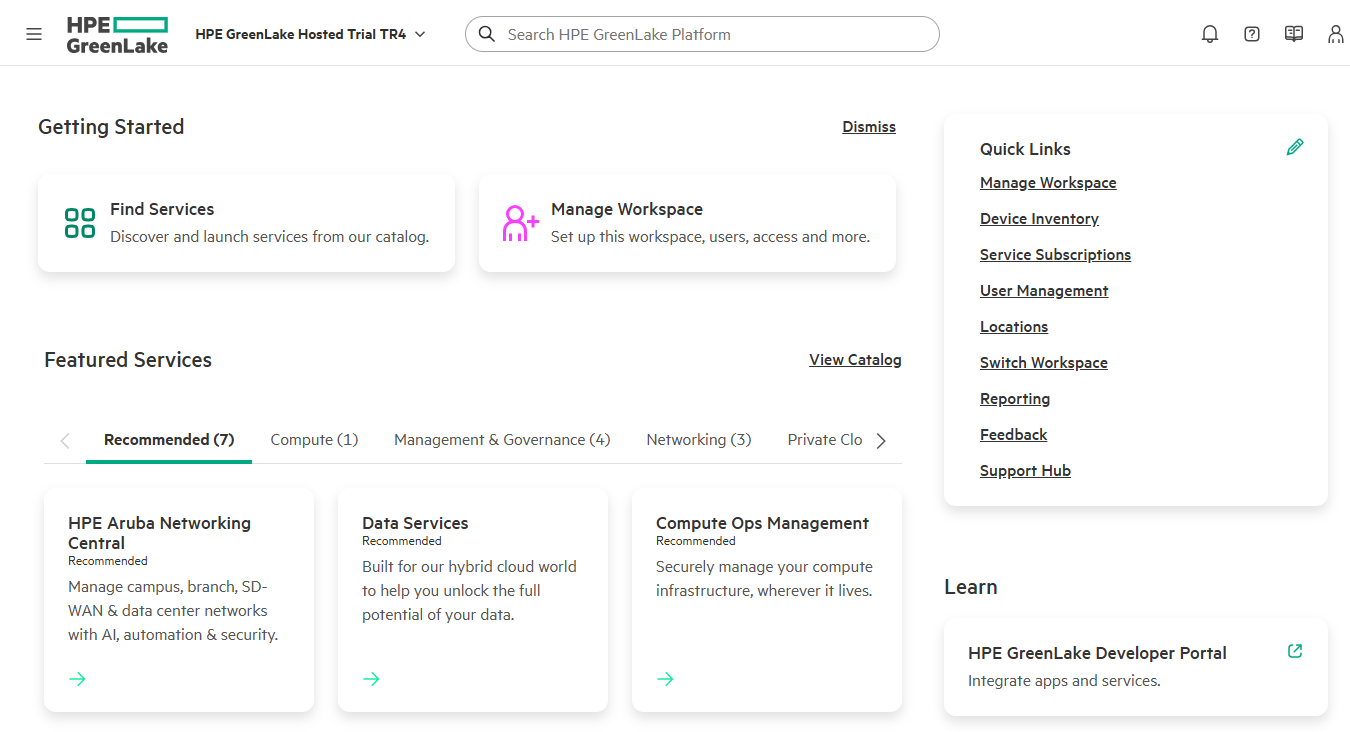 HPE
GreenLake
HPE GreenLake Hosted Trial TR4
Search HPE GreenLake Platform
Getting Started
Dismiss
Find Services
Discover and launch services from our catalog.
Manage Workspace
Set up this workspace, users, access and more.
Featured Services
View Catalog
Recommended (7)
Compute (1)
Management & Governance (4)
Networking (3)
Private Clo
HPE Aruba Networking
Central
Recommended
Manage campus, branch, SD-
WAN & data center networks
with AI, automation & security.
Data Services
Recommended
Built for our hybrid cloud world
to help you unlock the full
potential of your data.
Compute Ops Management
Recommended
Securely manage your compute
infrastructure, wherever it lives.
Quick Links
Manage Workspace
Device Inventory
Service Subscriptions
User Management
Locations
Switch Workspace
Reporting
Feedback
Support Hub
Learn
HPE GreenLake Developer Portal
Integrate apps and services.